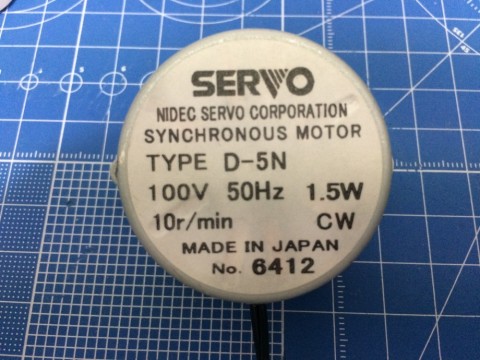 SERVO
NIDEC SERVO CORPORATION
SYNCHRONOUS MOTOR
TYPE D-5N
100V 50Hz 1.5W
10r/min CW
MADE IN JAPAN
No. 6412